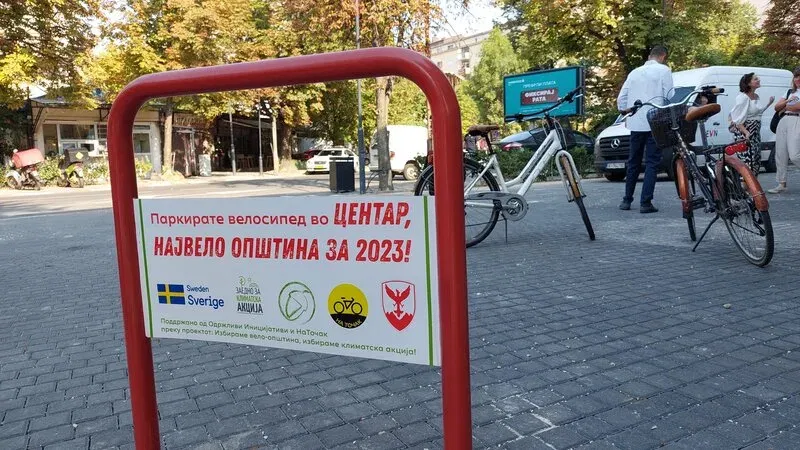 Паркирате велосипед во ЦЕНТАР,
НАЈВЕЛО ОПШТИНА ЗА 2023!
Sweden
Sverige
ЗАЕДНО ЗА
КЛИМАТСКА
АКЦИЈА
НА ТОЧАК
Поддржано од Одржливи Иницијативи и НаТочак
преку проектот: Избираме вело-општина, избираме климатска акција!
ФИКСИРАЈ
РАТА